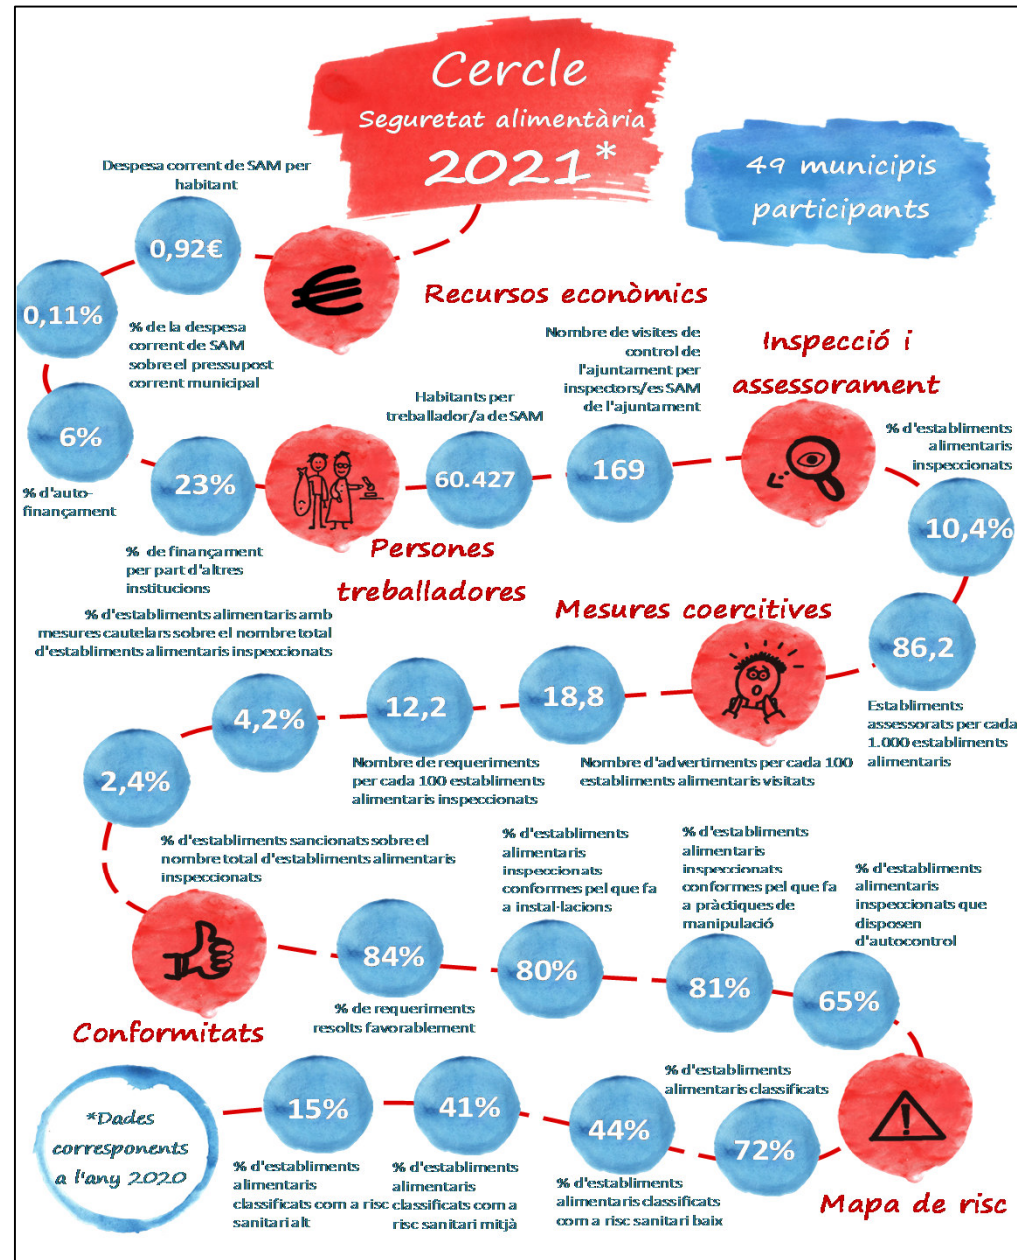 Cercle
Seguretat alimentària
2021*
49 municipis
participants
Despesa corrent de SAM per
habitant
0,92€
Recursos econòmics
0,11%
% de la despesa
corrent de SAM
sobre el pressupost
corrent municipal
6%
% d'auto-
finançament
23%
% de finançament
per part d'altres
institucions
Persones
treballadores
Habitants per
treballador/a de SAM
60.427
Nombre de visites de
control de
l'ajuntament per
inspectors/es SAM
de l'ajuntament
169
Inspecció i
assessorament
% d'establiments
alimentaris
inspeccionats
10,4%
86,2
Establiments
assessorats per cada
1.000 establiments
alimentaris
Mesures coercitives
18,8
Nombre d'advertiments per cada 100
establiments alimentaris visitats
12,2
Nombre de requeriments
per cada 100 establiments
alimentaris inspeccionats
% d'establiments alimentaris amb
mesures cautelars sobre el nombre total
d'establiments alimentaris inspeccionats
4,2%
2,4%
% d'establiments sancionats sobre el
nombre total d'establiments alimentaris
inspeccionats
Conformitats
84%
% de requeriments
resolts favorablement
% d'establiments
alimentaris
inspeccionats
conformes pel que fa
a instal·lacions
80%
% d'establiments
alimentaris
inspeccionats
conformes pel que fa
a pràctiques de
manipulació
81%
% d'establiments
alimentaris
inspeccionats que
disposen
d'autocontrol
65%
Mapa de risc
% d'establiments
alimentaris classificats
72%
44%
% d'establiments
alimentaris classificats
com a risc sanitari baix
41%
% d'establiments
alimentaris
classificats com a
risc sanitari mitjà
15%
% d'establiments
alimentaris
classificats com a risc
sanitari alt
*Dades
corresponents
a l'any 2020